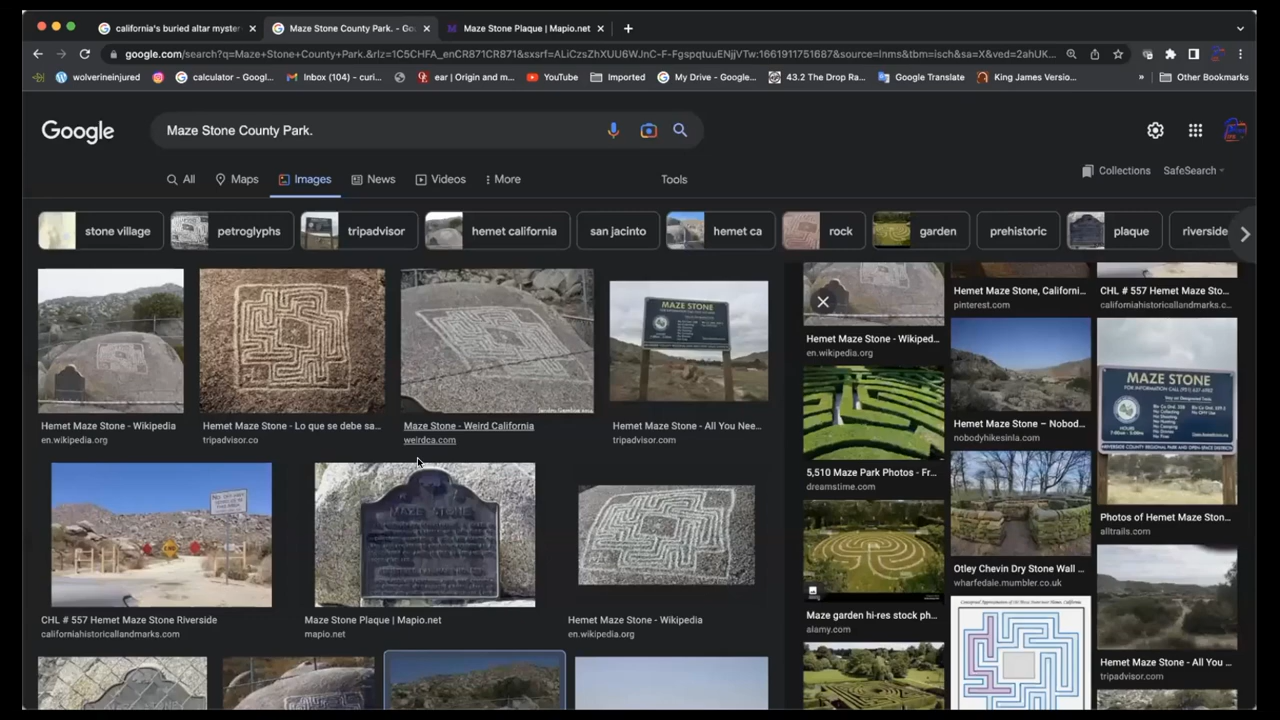 california's buried altar myster
Maze Stone County Park. - Go
Maze Stone Plaque | Mapio.net
google.com/search?q=Maze+Stone+County+Park.&rlz=1C5CHFA_enCR871CR871&sxsrf=ALiCzsZhXUU6WJnC-F-FgspqtuuENjjVTw:1661911751687&source=lnms&tbm=isch&sa=X&ved=2ahUK...
wolverineinjured
calculator - Googl...
Inbox (104) - curi...
ear | Origin and m...
YouTube
Imported
My Drive - Google...
43.2 The Drop Ra...
Google Translate
King James Versio...
»
Other Bookmarks
Google
Maze Stone County Park.
Collections
SafeSearch
All
Maps
Images
News
Videos
More
Tools
stone village
petroglyphs
tripadvisor
hemet california
san jacinto
hemet ca
rock
garden
prehistoric
plaque
riverside
Hemet Maze Stone - Wikipedia
en.wikipedia.org
Hemet Maze Stone - Lo que se debe sa...
tripadvisor.co
Maze Stone - Weird California
weirdca.com
MAZE STONE
Hemet Maze Stone - All You Nee...
tripadvisor.com
CHL # 557 Hemet Maze Stone Riverside
californiahistoricallandmarks.com
MAZE STONE
Maze Stone Plaque | Mapio.net
mapio.net
Hemet Maze Stone - Wikipedia
en.wikipedia.org
Hemet Maze Stone - Wikiped...
en.wikipedia.org
5,510 Maze Park Photos - Fr...
dreamstime.com
Maze garden hi-res stock ph...
alamy.com
Hemet Maze Stone, Californi...
pinterest.com
Hemet Maze Stone – Nobod...
nobodyhikesinla.com
Otley Chevin Dry Stone Wall ...
wharfedale.mumbler.co.uk
CHL # 557 Hemet Maze Sto...
californiahistoricallandmarks.c...
MAZE STONE
Photos of Hemet Maze Ston...
alltrails.com
Hemet Maze Stone - All You ...
tripadvisor.com